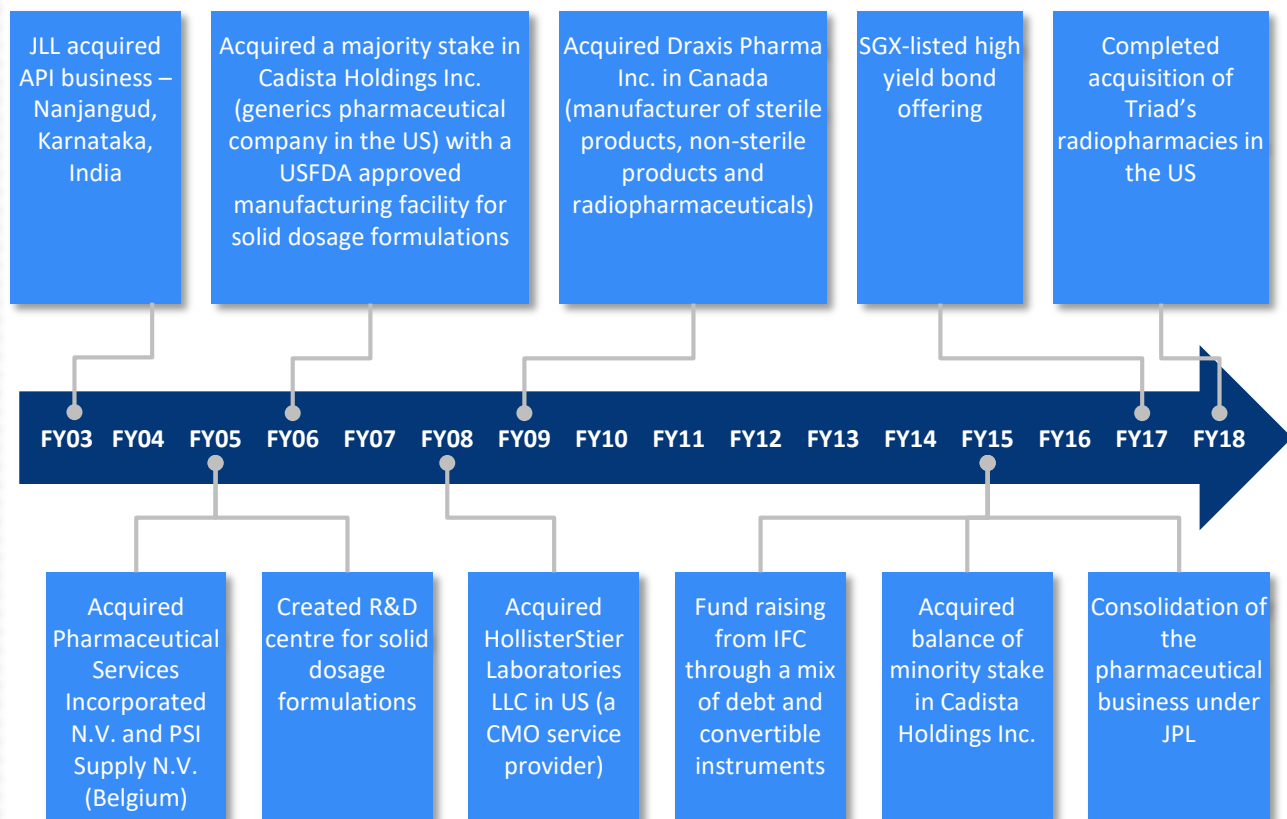 JLL acquired
API business –
Nanjangud,
Karnataka,
India
Acquired a majority stake in
Cadista Holdings Inc.
(generics pharmaceutical
company in the US) with a
USFDA approved
manufacturing facility for
solid dosage formulations
Acquired Draxis Pharma
Inc. in Canada
(manufacturer of sterile
products, non-sterile
products and
radiopharmaceuticals)
SGX-listed high
yield bond
offering
Completed
acquisition of
Triad's
radiopharmacies in
the US
FY03 FY04 FY05 FY06 FY07 FY08 FY09 FY10 FY11 FY12 FY13 FY14 FY15 FY16 FY17 FY18
Acquired
Pharmaceutical
Services
Incorporated
N.V. and PSI
Supply N.V.
(Belgium)
Created R&D
centre for solid
dosage
formulations
Acquired
HollisterStier
Laboratories
LLC in US (a
CMO service
provider)
Fund raising
from IFC
through a mix
of debt and
convertible
instruments
Acquired
balance of
minority stake
in Cadista
Holdings Inc.
Consolidation of
the
pharmaceutical
business under
JPL